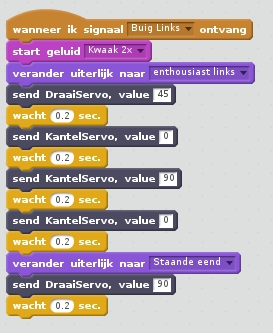 wanneer ik signaal Buig Links ontvang
start geluid Kwaak 2x
verander uiterlijk naar enthousiast links
send DraaiServo, value 45
wacht 0.2 sec.
send KantelServo, value 0
wacht 0.2 sec.
send KantelServo, value 90
wacht 0.2 sec.
send KantelServo, value 0
wacht 0.2 sec.
verander uiterlijk naar Staande eend
send DraaiServo, value 90
wacht 0.2 sec.